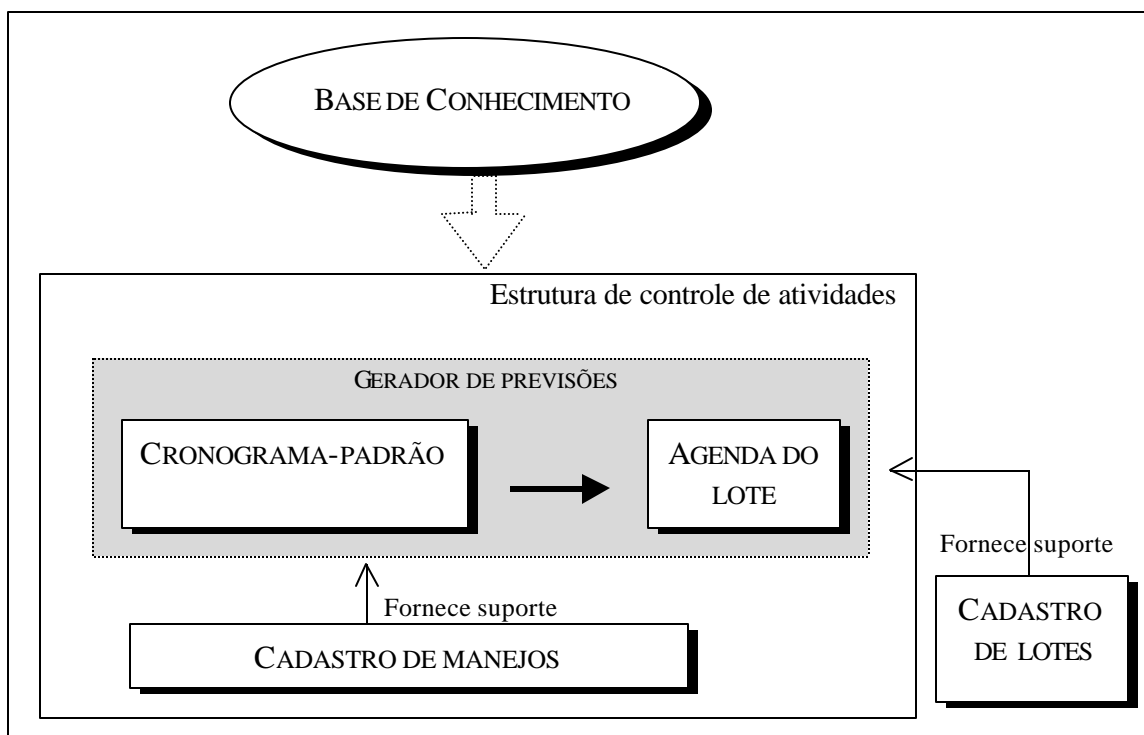 BASE DE CONHECIMENTO
Estrutura de controle de atividades
GERADOR DE PREVISÕES
CRONOGRAMA-PADRÃO
AGENDA DO
LOTE
Fornece suporte
CADASTRO DE MANEJOS
Fornece suporte
CADASTRO
DE LOTES